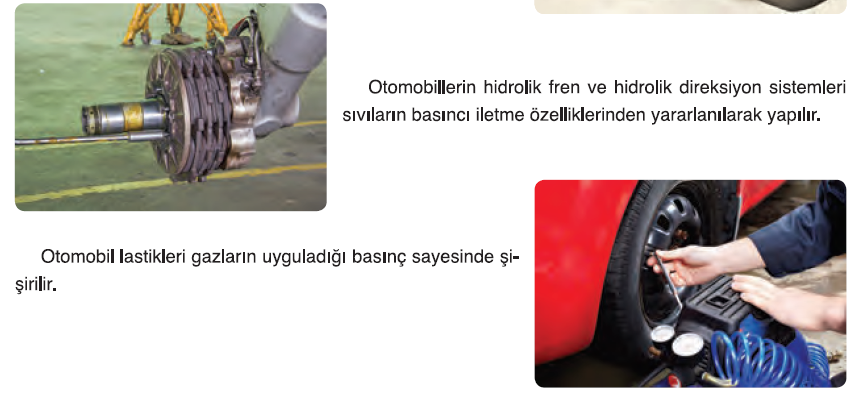 Otomobillerin hidrolik fren ve hidrolik direksiyon sistemleri
sıvıların basıncı iletme özelliklerinden yararlanılarak yapılır.
Otomobil lastikleri gazların uyguladığı basınç sayesinde şi-
şirilir.